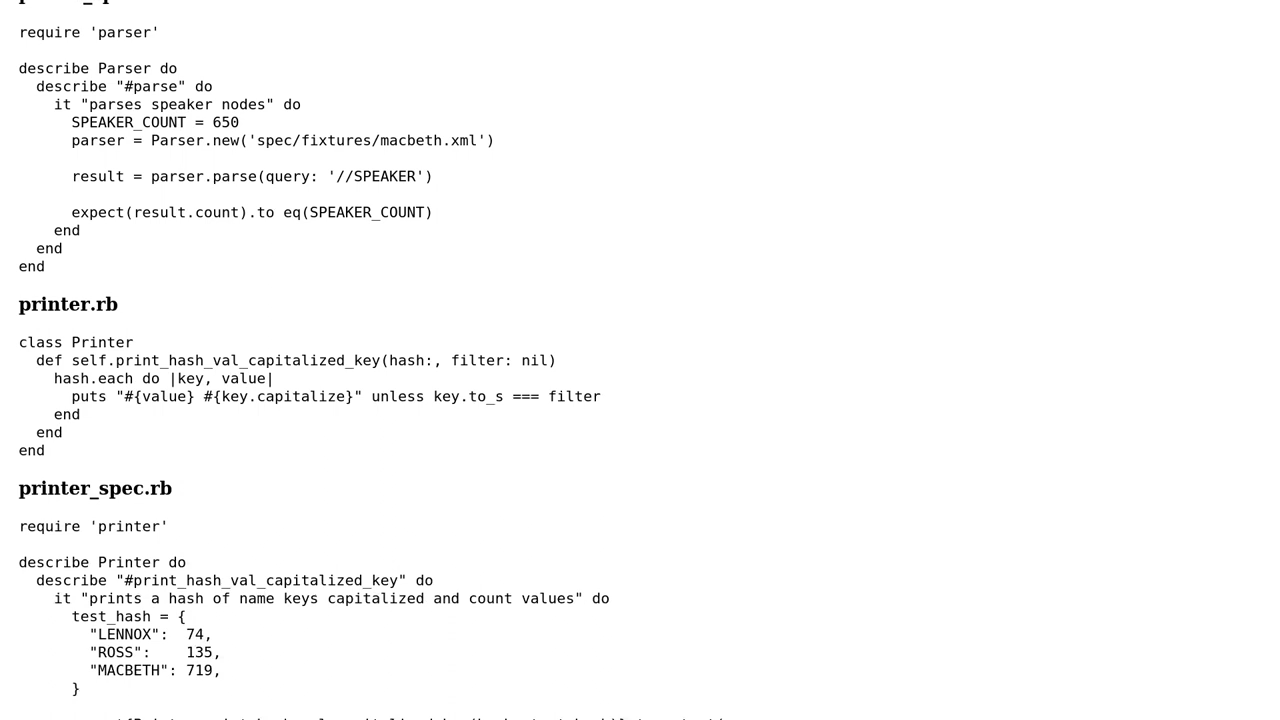 require 'parser'

describe Parser do
  describe "#parse" do
    it "parses speaker nodes" do
      SPEAKER_COUNT = 650
      parser = Parser.new('spec/fixtures/macbeth.xml')

      result = parser.parse(query: '//SPEAKER')

      expect(result.count).to eq(SPEAKER_COUNT)
    end
  end
end
printer.rb
class Printer
  def self.print_hash_val_capitalized_key(hash:, filter: nil)
    hash.each do |key, value|
      puts "#{value} #{key.capitalize}" unless key.to_s === filter
    end
  end
end
printer_spec.rb
require 'printer'

describe Printer do
  describe "#print_hash_val_capitalized_key" do
    it "prints a hash of name keys capitalized and count values" do
      test_hash = {
        "LENNOX":  74,
        "ROSS":    135,
        "MACBETH": 719,
      }